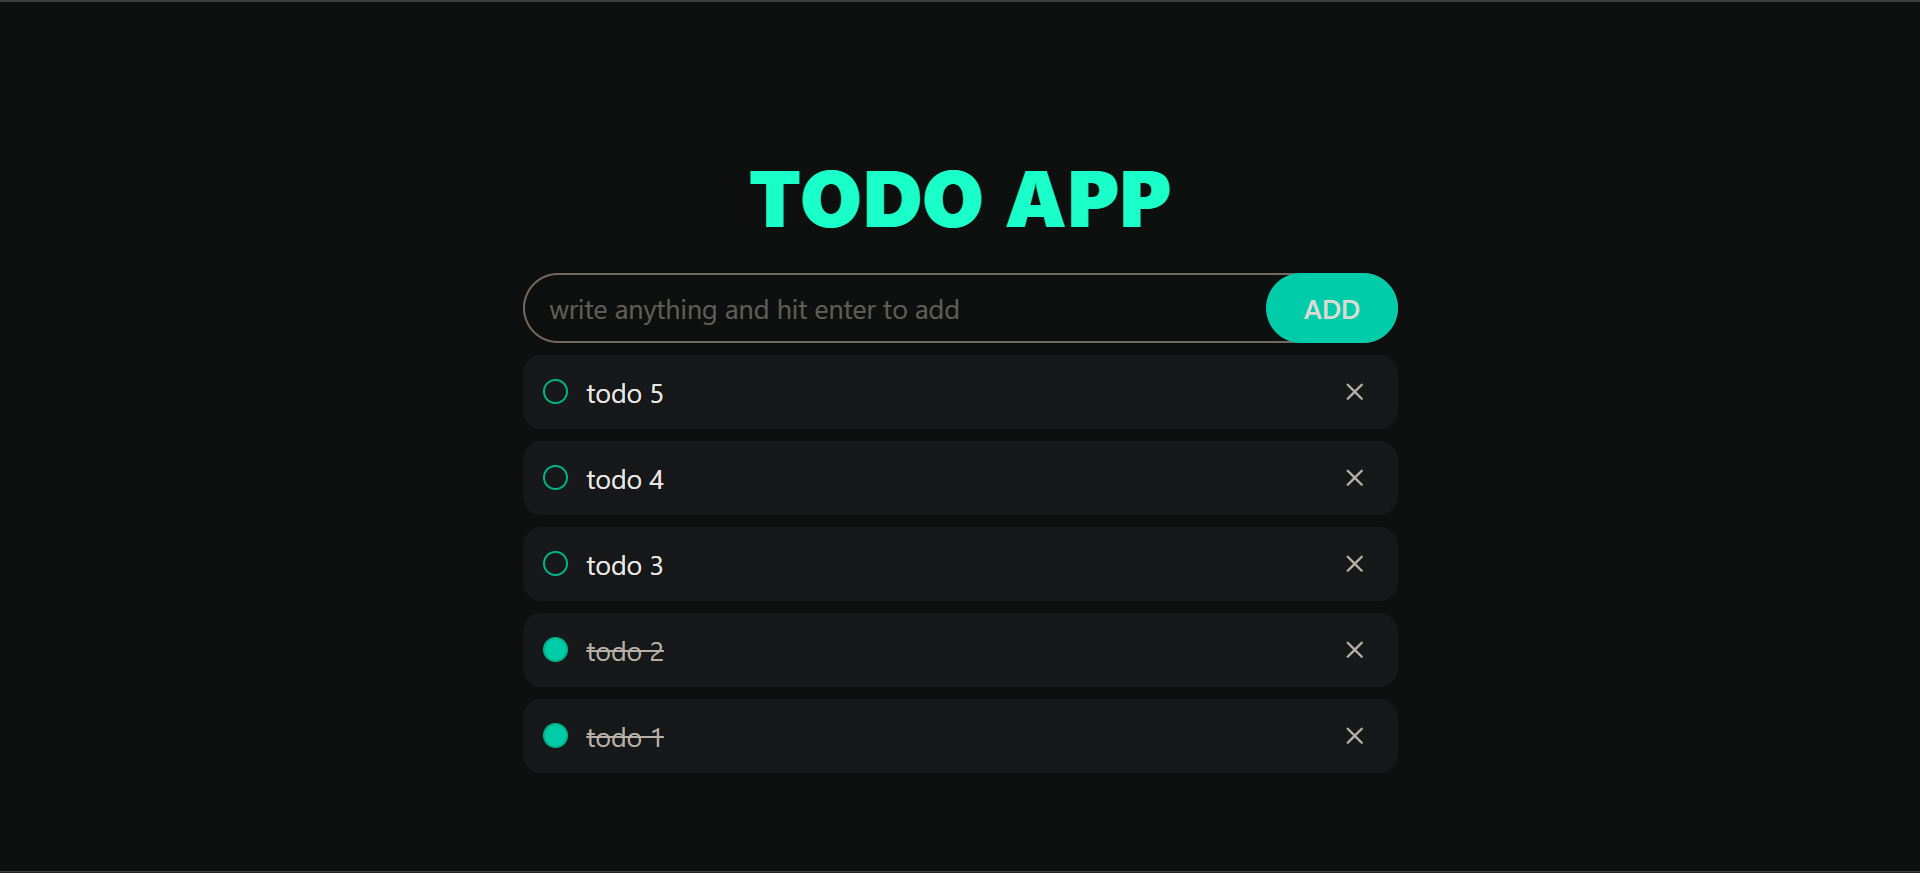 TODO APP
write anything and hit enter to add
ADD
todo 5
todo 4
todo 3
todo 2
todo 1